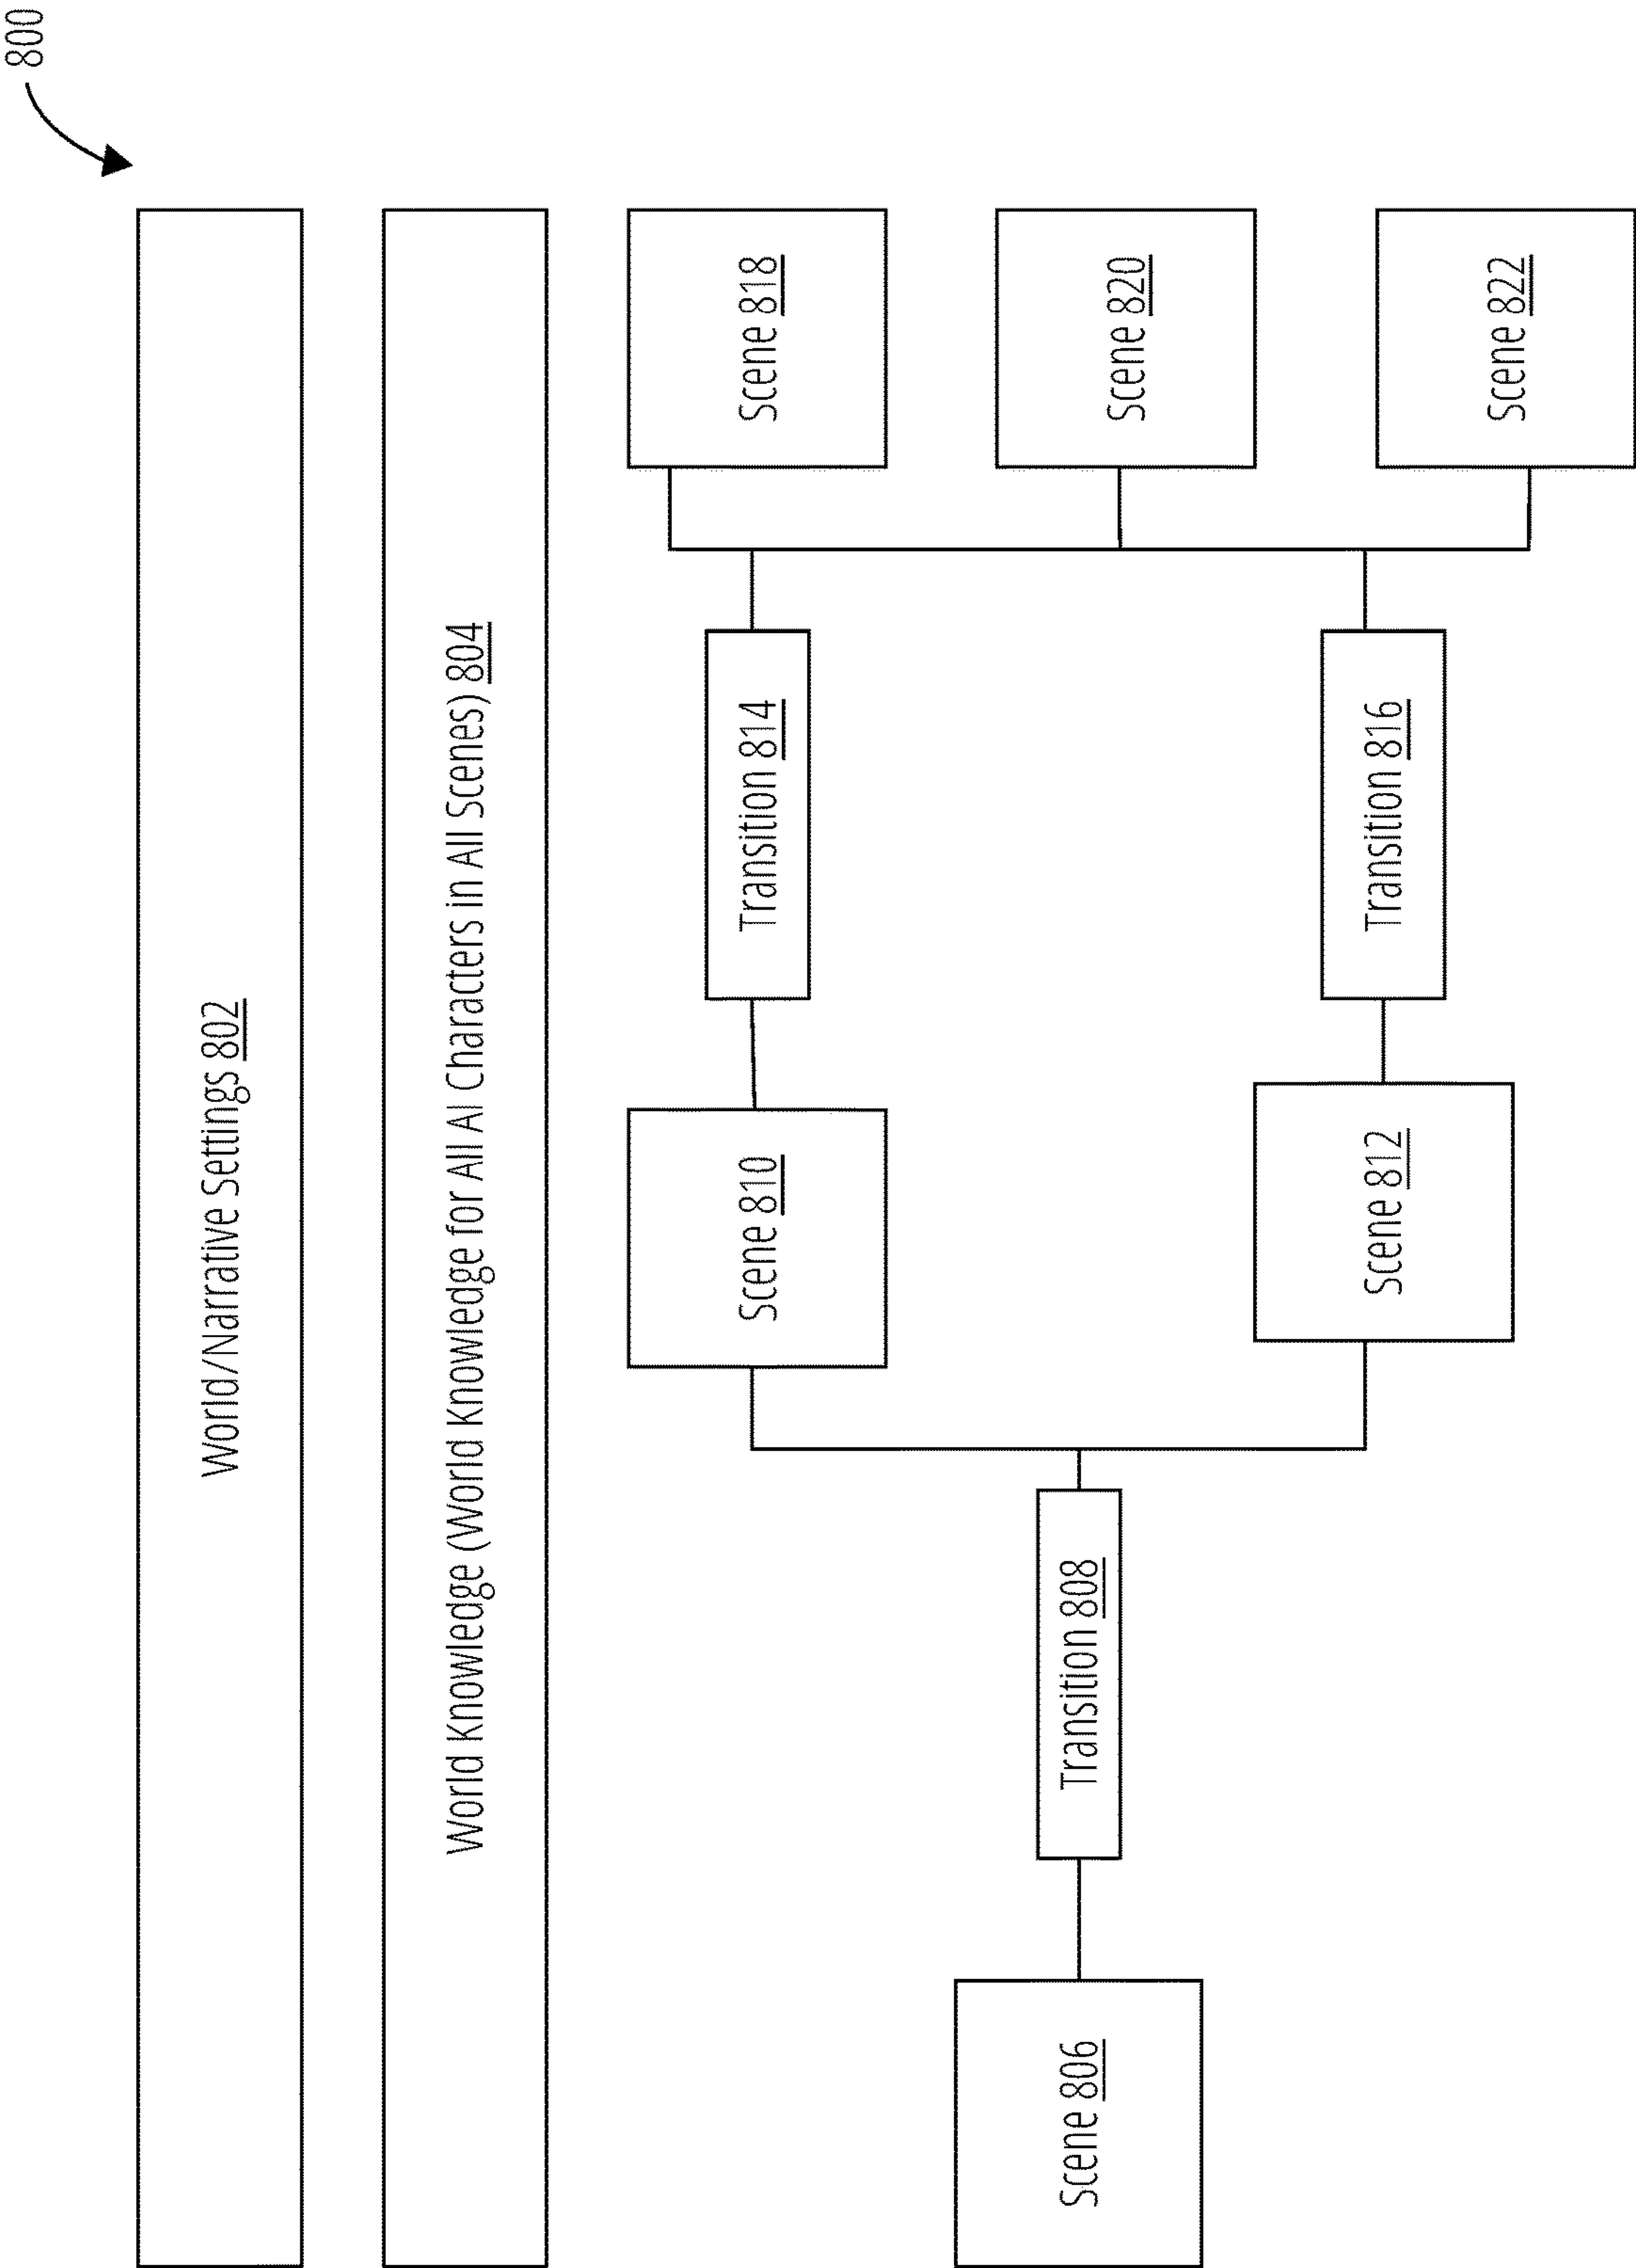 800
World/Narrative Settings 802
World Knowledge (World Knowledge for All AI Characters in All Scenes) 804
Scene 806
Transition 808
Scene 810
Scene 812
Transition 814
Transition 816
Scene 818
Scene 820
Scene 822